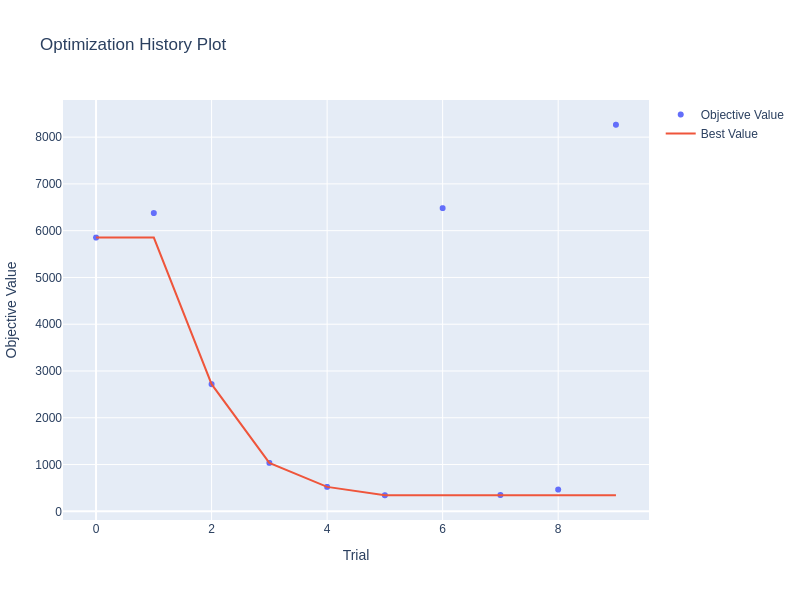 Optimization History Plot
Objective Value
Best Value
8000
7000
6000
5000
4000
3000
2000
1000
0
Objective Value
0 2 4 6 8
Trial